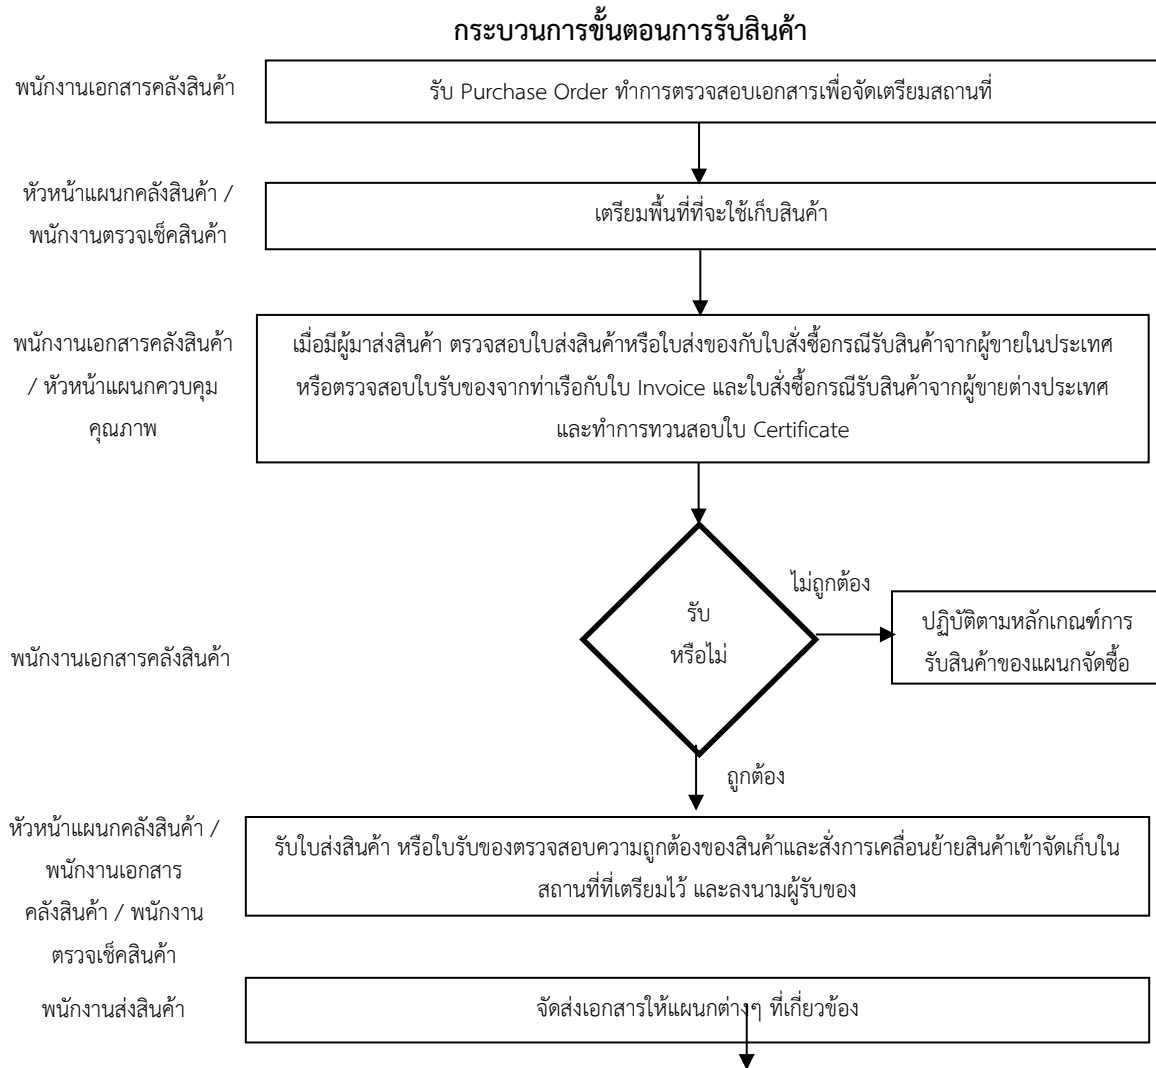 กระบวนการขั้นตอนการรับสินค้า
พนักงานเอกสารคลังสินค้า
รับ Purchase Order ทำการตรวจสอบเอกสารเพื่อจัดเตรียมสถานที่
หัวหน้าแผนกคลังสินค้า /
พนักงานตรวจเช็คสินค้า
เตรียมพื้นที่ที่จะใช้เก็บสินค้า
พนักงานเอกสารคลังสินค้า
/ หัวหน้าแผนกควบคุม
คุณภาพ
เมื่อมีผู้มาส่งสินค้า ตรวจสอบใบส่งสินค้าหรือใบส่งของกับใบสั่งซื้อกรณีรับสินค้าจากผู้ขายในประเทศ
หรือตรวจสอบใบรับของจากท่าเรือกับใบ Invoice และใบสั่งซื้อกรณีรับสินค้าจากผู้ขายต่างประเทศ
และทำการทวนสอบใบ Certificate
พนักงานเอกสารคลังสินค้า
รับ
หรือไม่
ไม่ถูกต้อง
ปฏิบัติตามหลักเกณฑ์การ
รับสินค้าของแผนกจัดซื้อ
ถูกต้อง
หัวหน้าแผนกคลังสินค้า /
พนักงานเอกสาร
คลังสินค้า / พนักงาน
ตรวจเช็คสินค้า
รับใบส่งสินค้า หรือใบรับของตรวจสอบความถูกต้องของสินค้าและสั่งการเคลื่อนย้ายสินค้าเข้าจัดเก็บใน
สถานที่ที่เตรียมไว้ และลงนามผู้รับของ
พนักงานส่งสินค้า
จัดส่งเอกสารให้แผนกต่างๆ ที่เกี่ยวข้อง